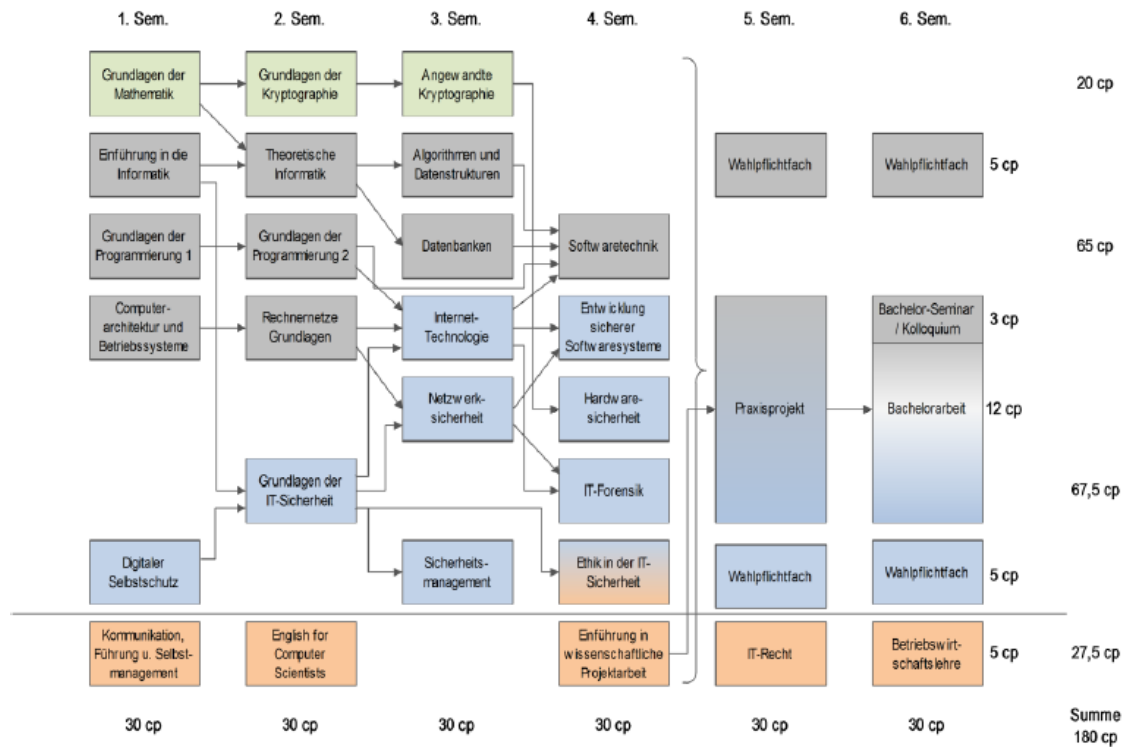 1. Sem. 2. Sem. 3. Sem. 4. Sem. 5. Sem. 6. Sem.
Grundlagen der
Mathematik
Grundlagen der
Kryptographie
Angewandte
Kryptographie
20 cp
Einführung in die
Informatik
Theoretische
Informatik
Algorithmen und
Datenstrukturen
Wahlpflichtfach
Wahlpflichtfach
5 cp
Grundlagen der
Programmierung 1
Grundlagen der
Programmierung 2
Datenbanken
Softwaretechnik
65 cp
Computer-
architektur und
Betriebssysteme
Rechnernetze
Grundlagen
Internet-
Technologie
Entwicklung
sicherer
Softwaresysteme
Bachelor-Seminar
/ Kolloquium
3 cp
Netzwerk-
sicherheit
Hardware-
sicherheit
Praxisprojekt
Bachelorarbeit
12 cp
Grundlagen der
IT-Sicherheit
IT-Forensik
67,5 cp
Digitaler
Selbstschutz
Sicherheits-
management
Ethik in der IT-
Sicherheit
Wahlpflichtfach
Wahlpflichtfach
5 cp
Kommunikation,
Führung u. Selbst-
management
English for
Computer
Scientists
Einführung in
wissenschaftliche
Projektarbeit
IT-Recht
Betriebswirt-
schaftslehre
5 cp
27,5 cp
30 cp 30 cp 30 cp 30 cp 30 cp 30 cp
Summe
180 cp